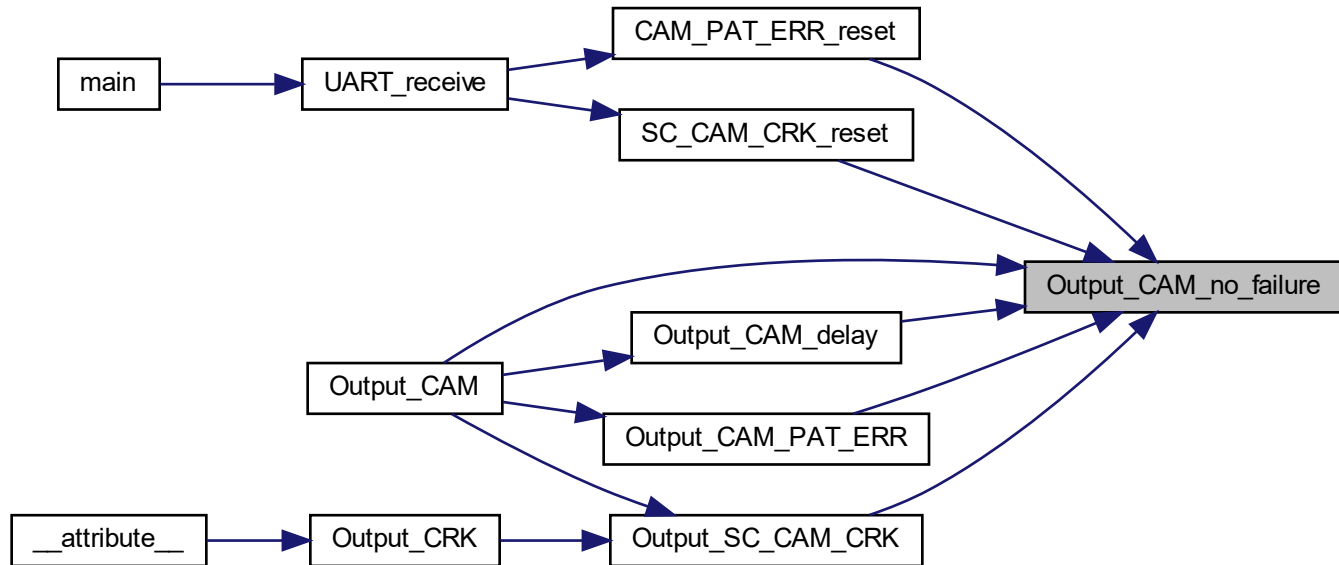 CAM_PAT_ERR_reset
main
UART_receive
SC_CAM_CRK_reset
Output_CAM_no_failure
Output_CAM_delay
Output_CAM
Output_CAM_PAT_ERR
__attribute__
Output_CRK
Output_SC_CAM_CRK